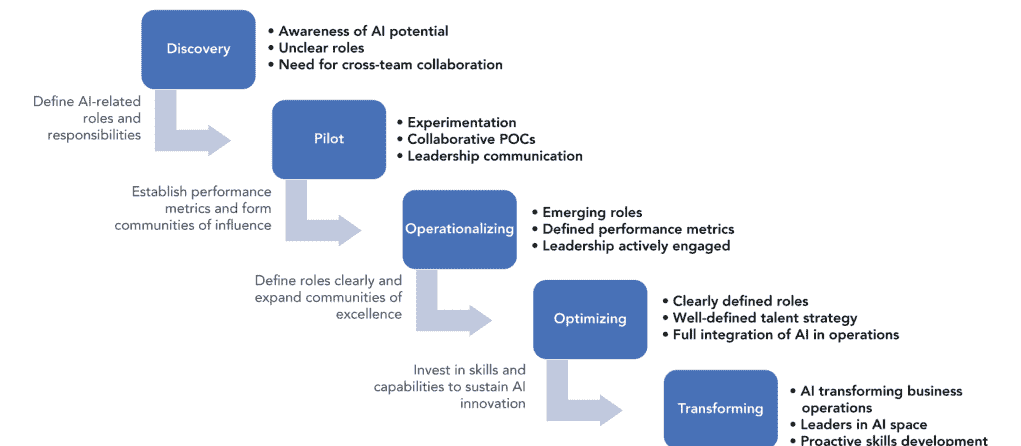 Discovery
• Awareness of AI potential
• Unclear roles
• Need for cross-team collaboration
Define AI-related
roles and
responsibilities
Pilot
• Experimentation
• Collaborative POCs
• Leadership communication
Establish performance
metrics and form
communities of influence
Operationalizing
• Emerging roles
• Defined performance metrics
• Leadership actively engaged
Define roles clearly and
expand communities of
excellence
Optimizing
• Clearly defined roles
• Well-defined talent strategy
• Full integration of AI in operations
Invest in skills and
capabilities to sustain AI
innovation
Transforming
• AI transforming business
operations
• Leaders in AI space
• Proactive skills development